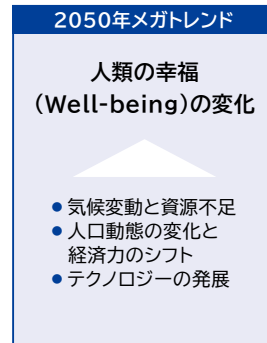 2050年メガトレンド
人類の幸福
（Well-being）の変化
● 気候変動と資源不足
● 人口動態の変化と
経済力のシフト
● テクノロジーの発展